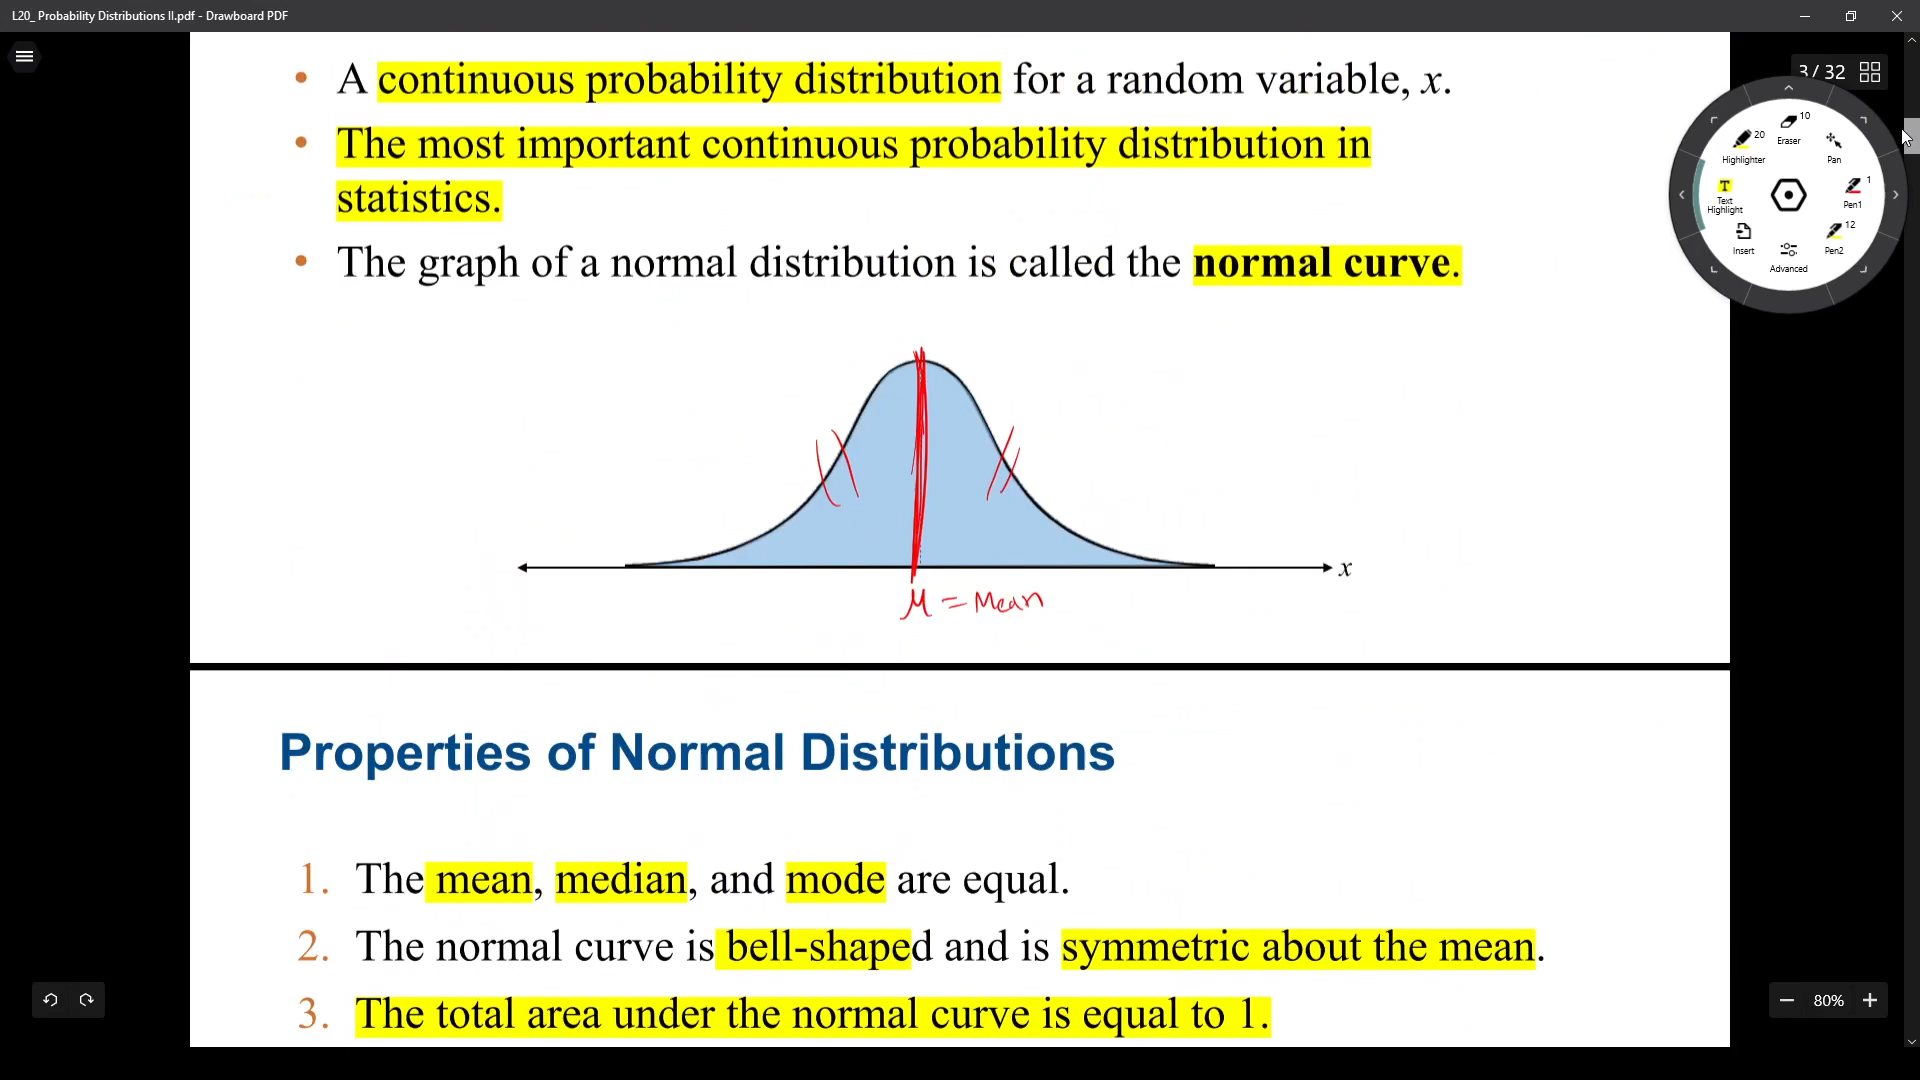 L20_ Probability Distributions II.pdf - Drawboard PDF
• A continuous probability distribution for a random variable, x.
• The most important continuous probability distribution in
statistics.
• The graph of a normal distribution is called the normal curve.
3 / 32
10
Eraser
20
Highlighter
Pan
T
Text
Highlight
1
Pen1
Insert
12
Pen2
Advanced
x
μ = Mean
Properties of Normal Distributions
1. The mean, median, and mode are equal.
2. The normal curve is bell-shaped and is symmetric about the mean.
3. The total area under the normal curve is equal to 1.
80%